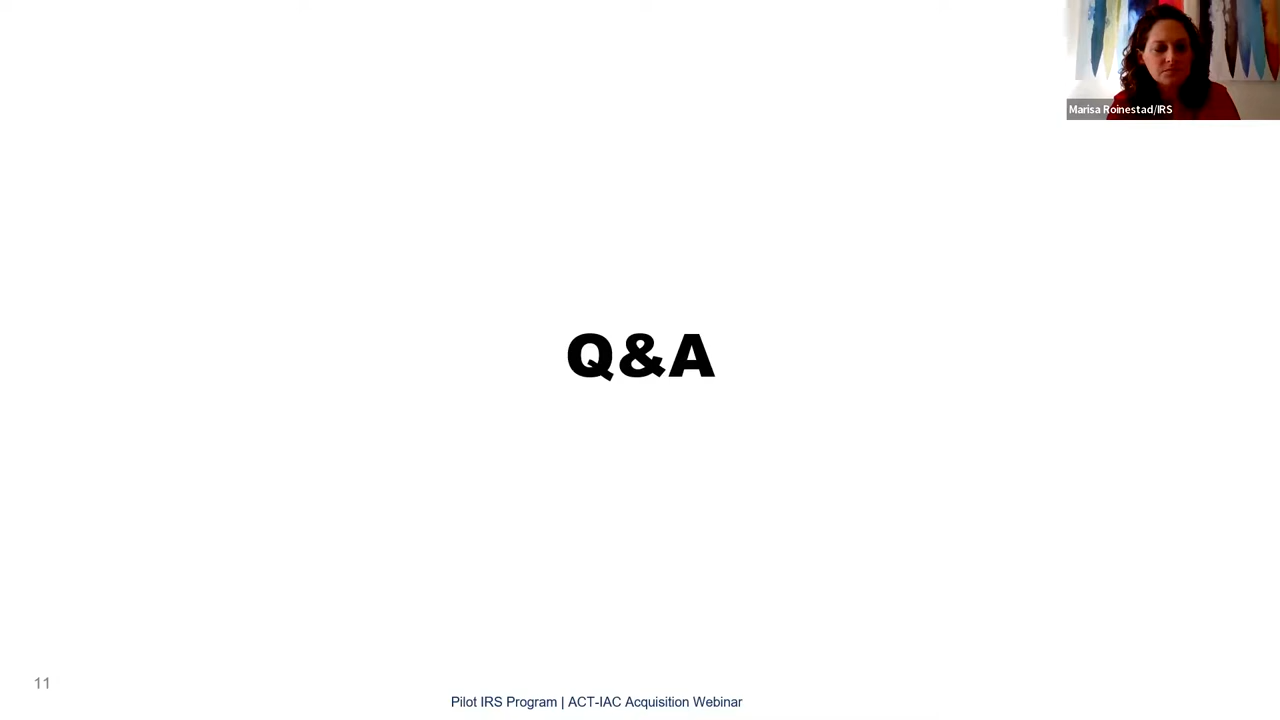 Marisa Roinestad/IRS
Q&A
11
Pilot IRS Program | ACT-IAC Acquisition Webinar